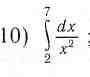 10) ∫₂⁷ dx/x² ;